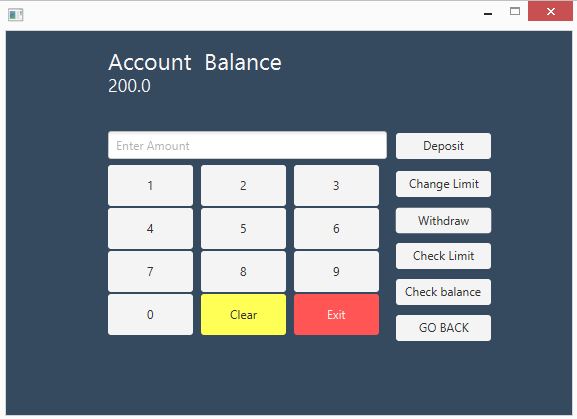 Account  Balance
200.0
Enter Amount
Deposit
1 2 3
Change Limit
4 5 6
Withdraw
7 8 9
Check Limit
Check balance
0 Clear Exit
GO BACK